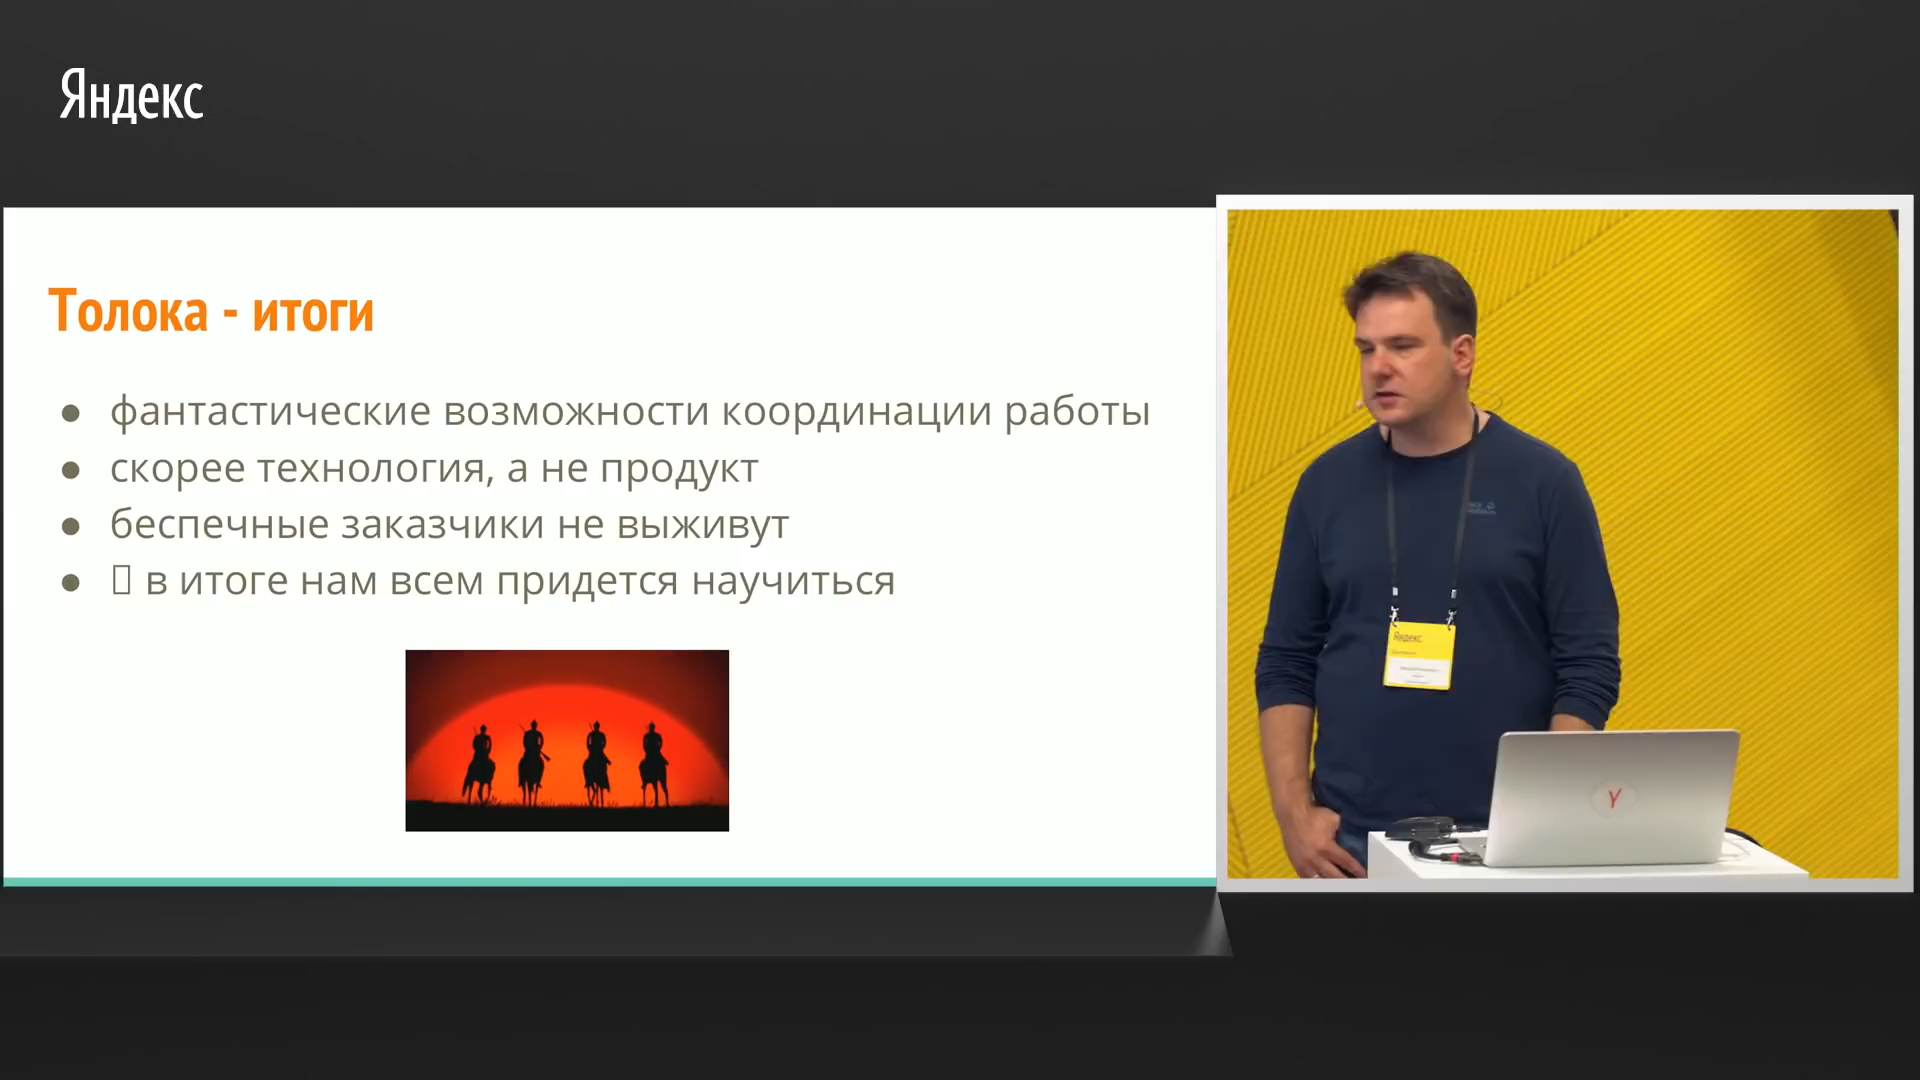 Яндекс
Толока - итоги
● фантастические возможности координации работы
● скорее технология, а не продукт
● беспечные заказчики не выживут
● ▯ в итоге нам всем придется научиться
Яндекс
Y